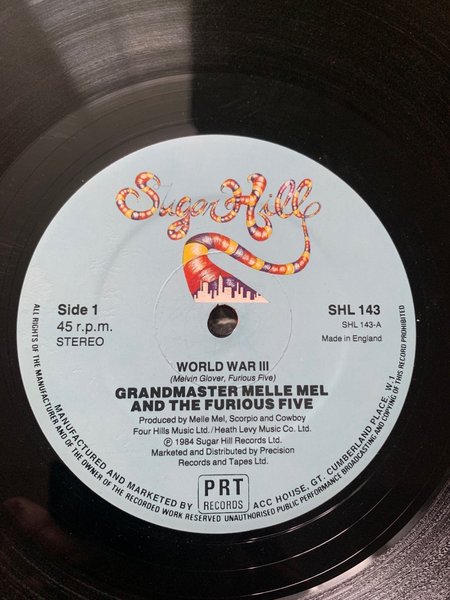 Sugar Hill
Side 1
45 r.p.m.
STEREO
SHL 143
SHL 143-A
Made in England
WORLD WAR III
(Melvin Glover, Furious Five)
GRANDMASTER MELLE MEL
AND THE FURIOUS FIVE
Produced by Melle Mel, Scorpio and Cowboy
Four Hills Music Ltd./Heath Levy Music Co. Ltd.
℗ 1984 Sugar Hill Records Ltd.
Marketed and Distributed by Precision
Records and Tapes Ltd.
MANUFACTURED AND MARKETED BY PRT RECORDS ACC HOUSE, GT. CUMBERLAND PLACE, W.1
ALL RIGHTS OF THE MANUFACTURER AND OF THE OWNER OF THE RECORDED WORK RESERVED UNAUTHORISED PUBLIC PERFORMANCE BROADCASTING AND COPYING OF THIS RECORD PROHIBITED